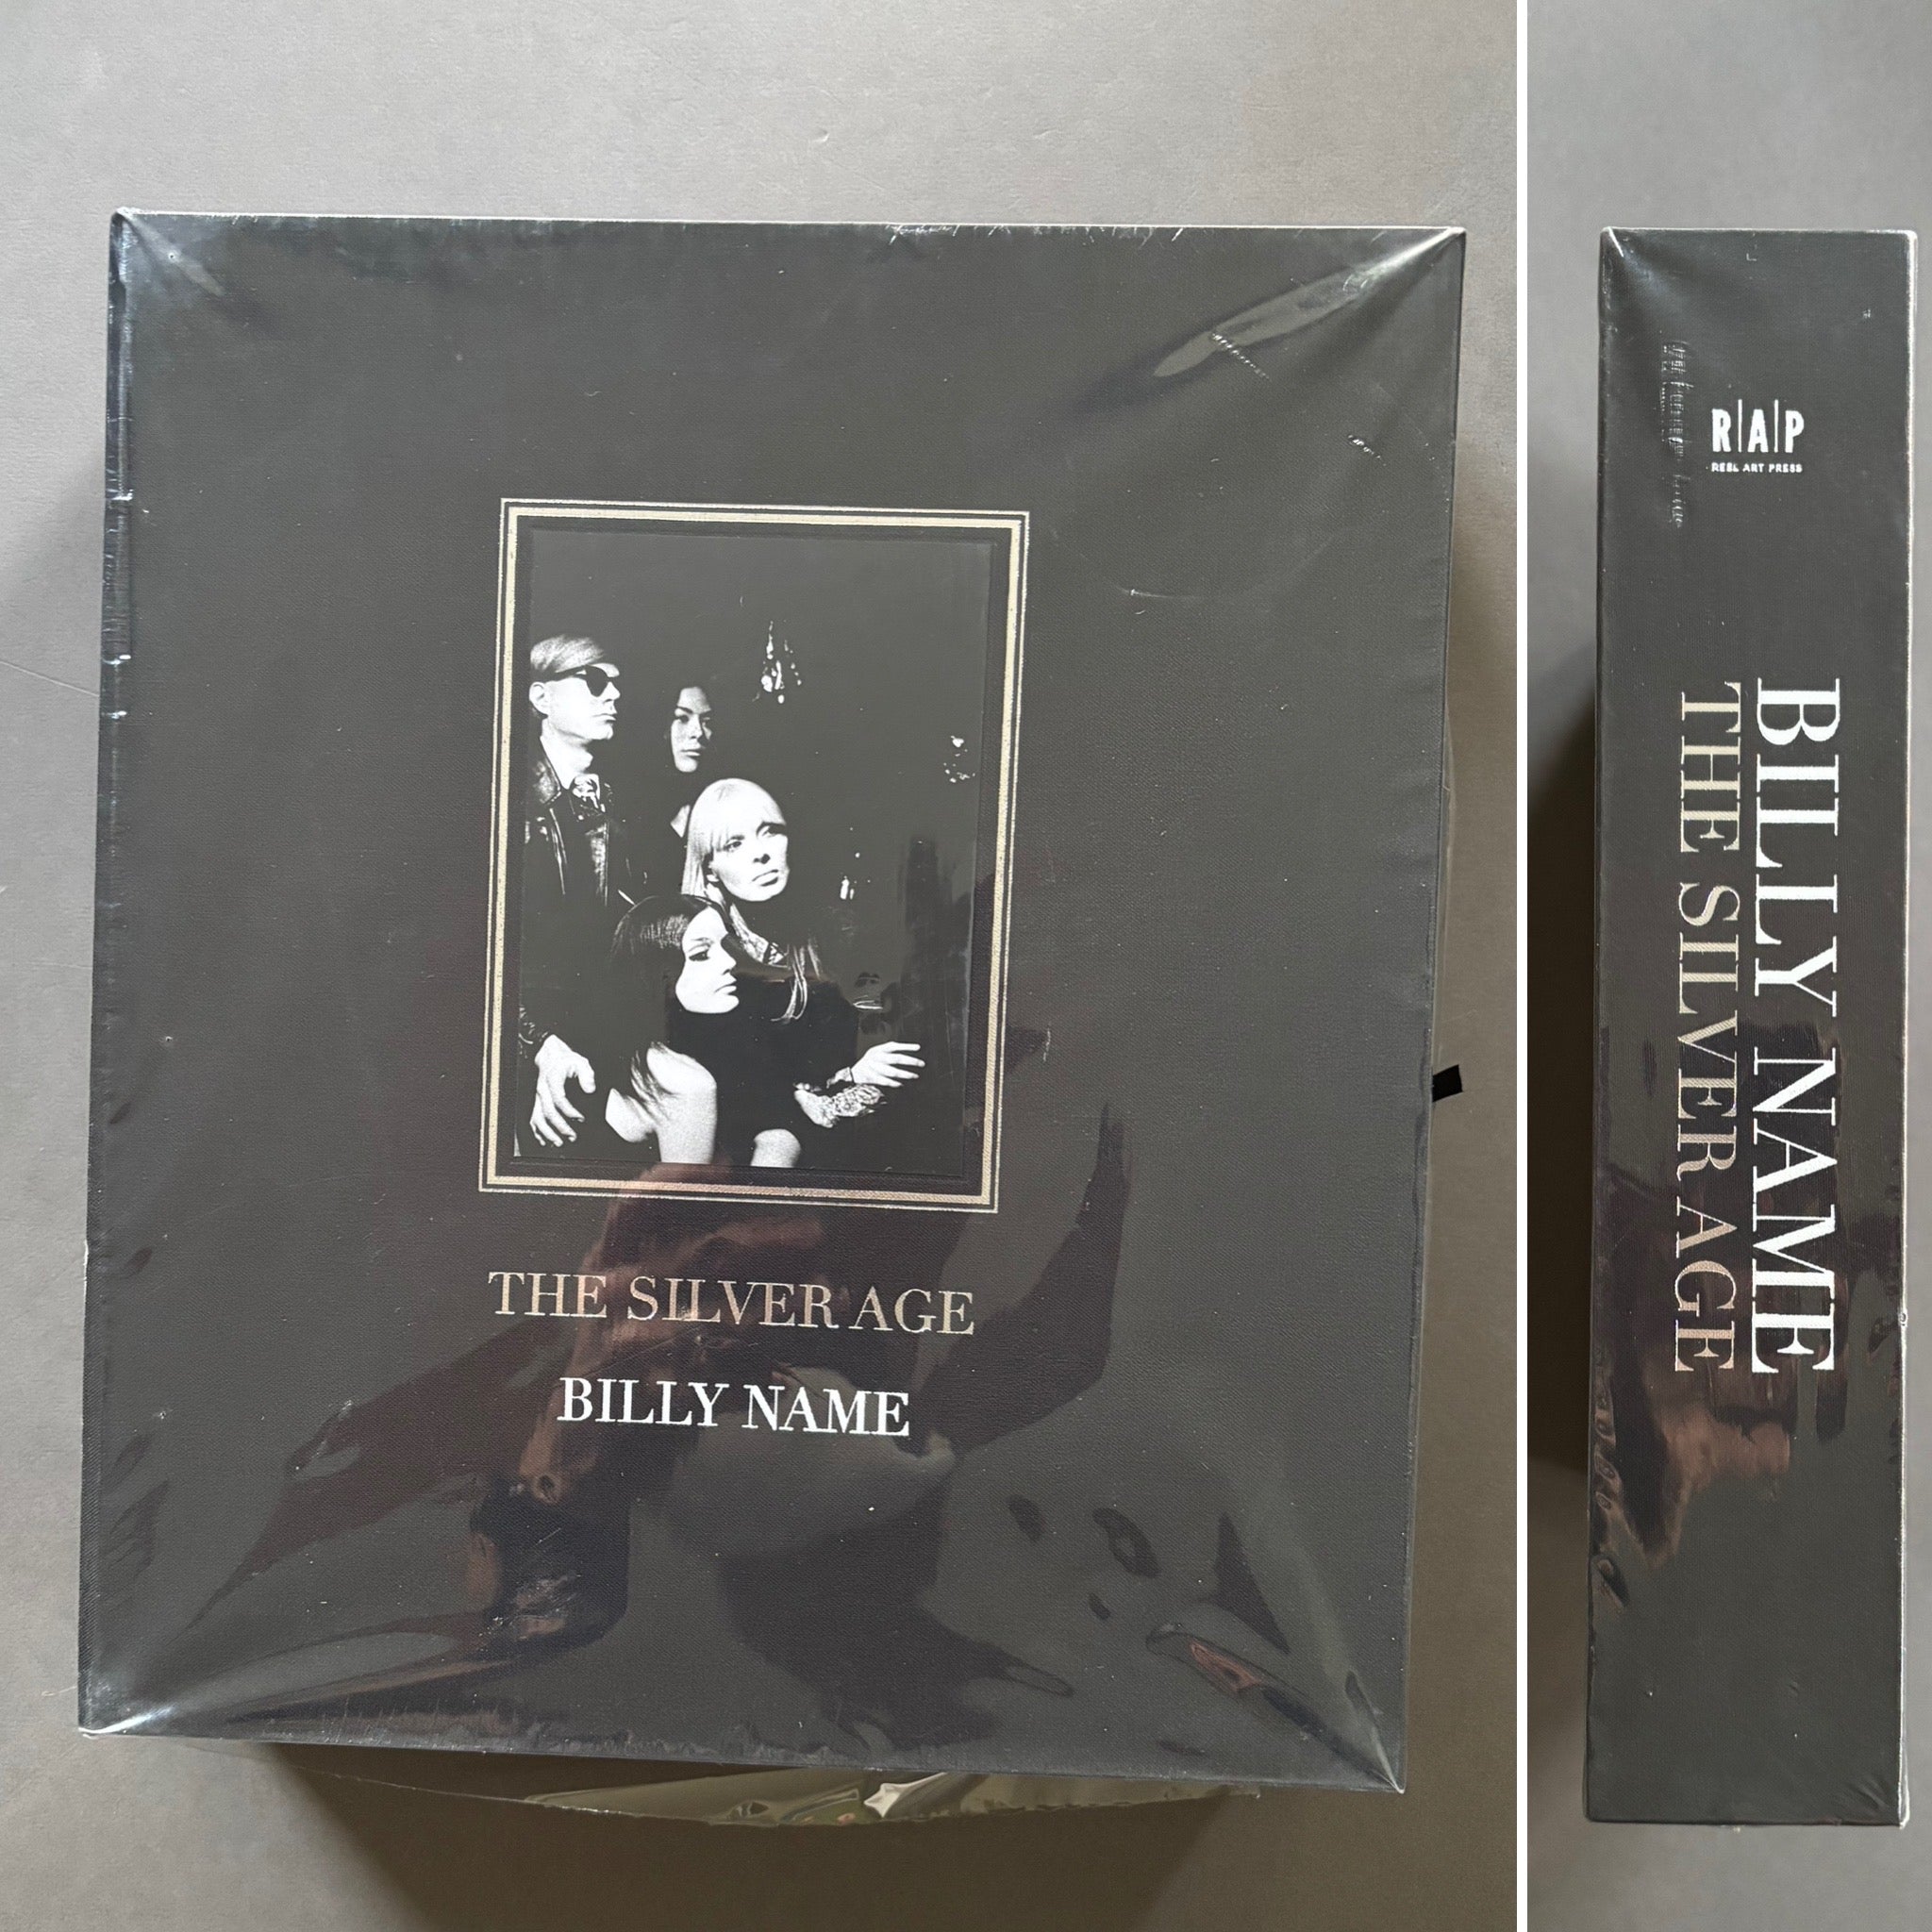 THE SILVER AGE
BILLY NAME
R|A|P
REEL ART PRESS
BILLY NAME
THE SILVER AGE